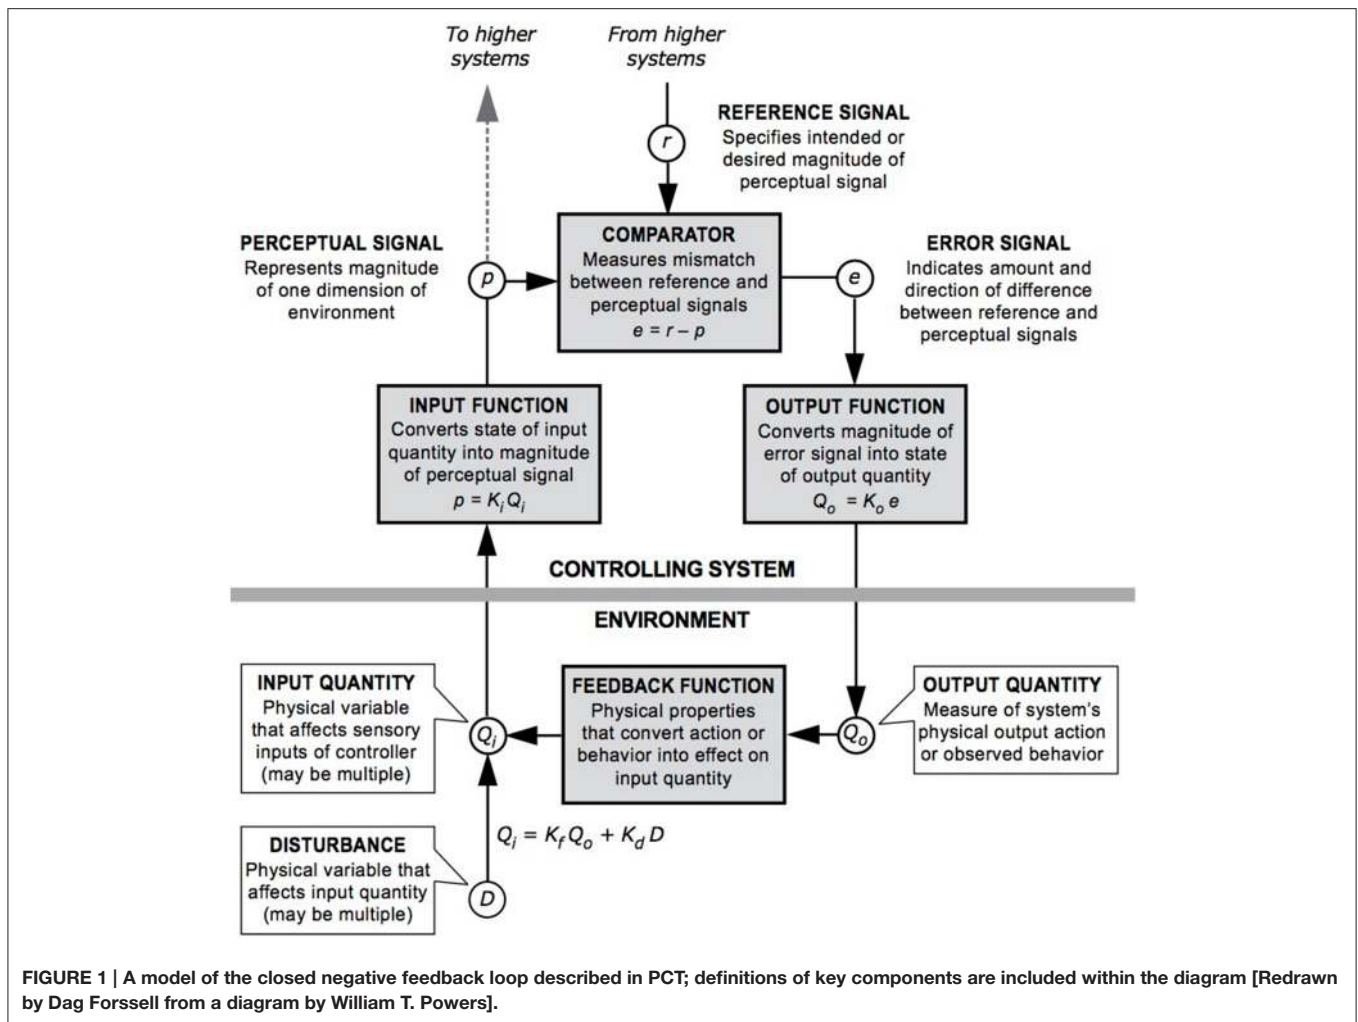 To higher
systems
From higher
systems
r
REFERENCE SIGNAL
Specifies intended or
desired magnitude of
perceptual signal
PERCEPTUAL SIGNAL
Represents magnitude
of one dimension of
environment
p
COMPARATOR
Measures mismatch
between reference and
perceptual signals
e = r – p
e
ERROR SIGNAL
Indicates amount and
direction of difference
between reference and
perceptual signals
INPUT FUNCTION
Converts state of input
quantity into magnitude
of perceptual signal
p = KᵢQᵢ
OUTPUT FUNCTION
Converts magnitude of
error signal into state
of output quantity
Qₒ = Kₒ e
CONTROLLING SYSTEM
ENVIRONMENT
INPUT QUANTITY
Physical variable
that affects sensory
inputs of controller
(may be multiple)
Qᵢ
FEEDBACK FUNCTION
Physical properties
that convert action or
behavior into effect on
input quantity
Qₒ
OUTPUT QUANTITY
Measure of system's
physical output action
or observed behavior
Qᵢ = K_f Qₒ + K_d D
DISTURBANCE
Physical variable that
affects input quantity
(may be multiple)
D
FIGURE 1 | A model of the closed negative feedback loop described in PCT; definitions of key components are included within the diagram [Redrawn
by Dag Forssell from a diagram by William T. Powers].